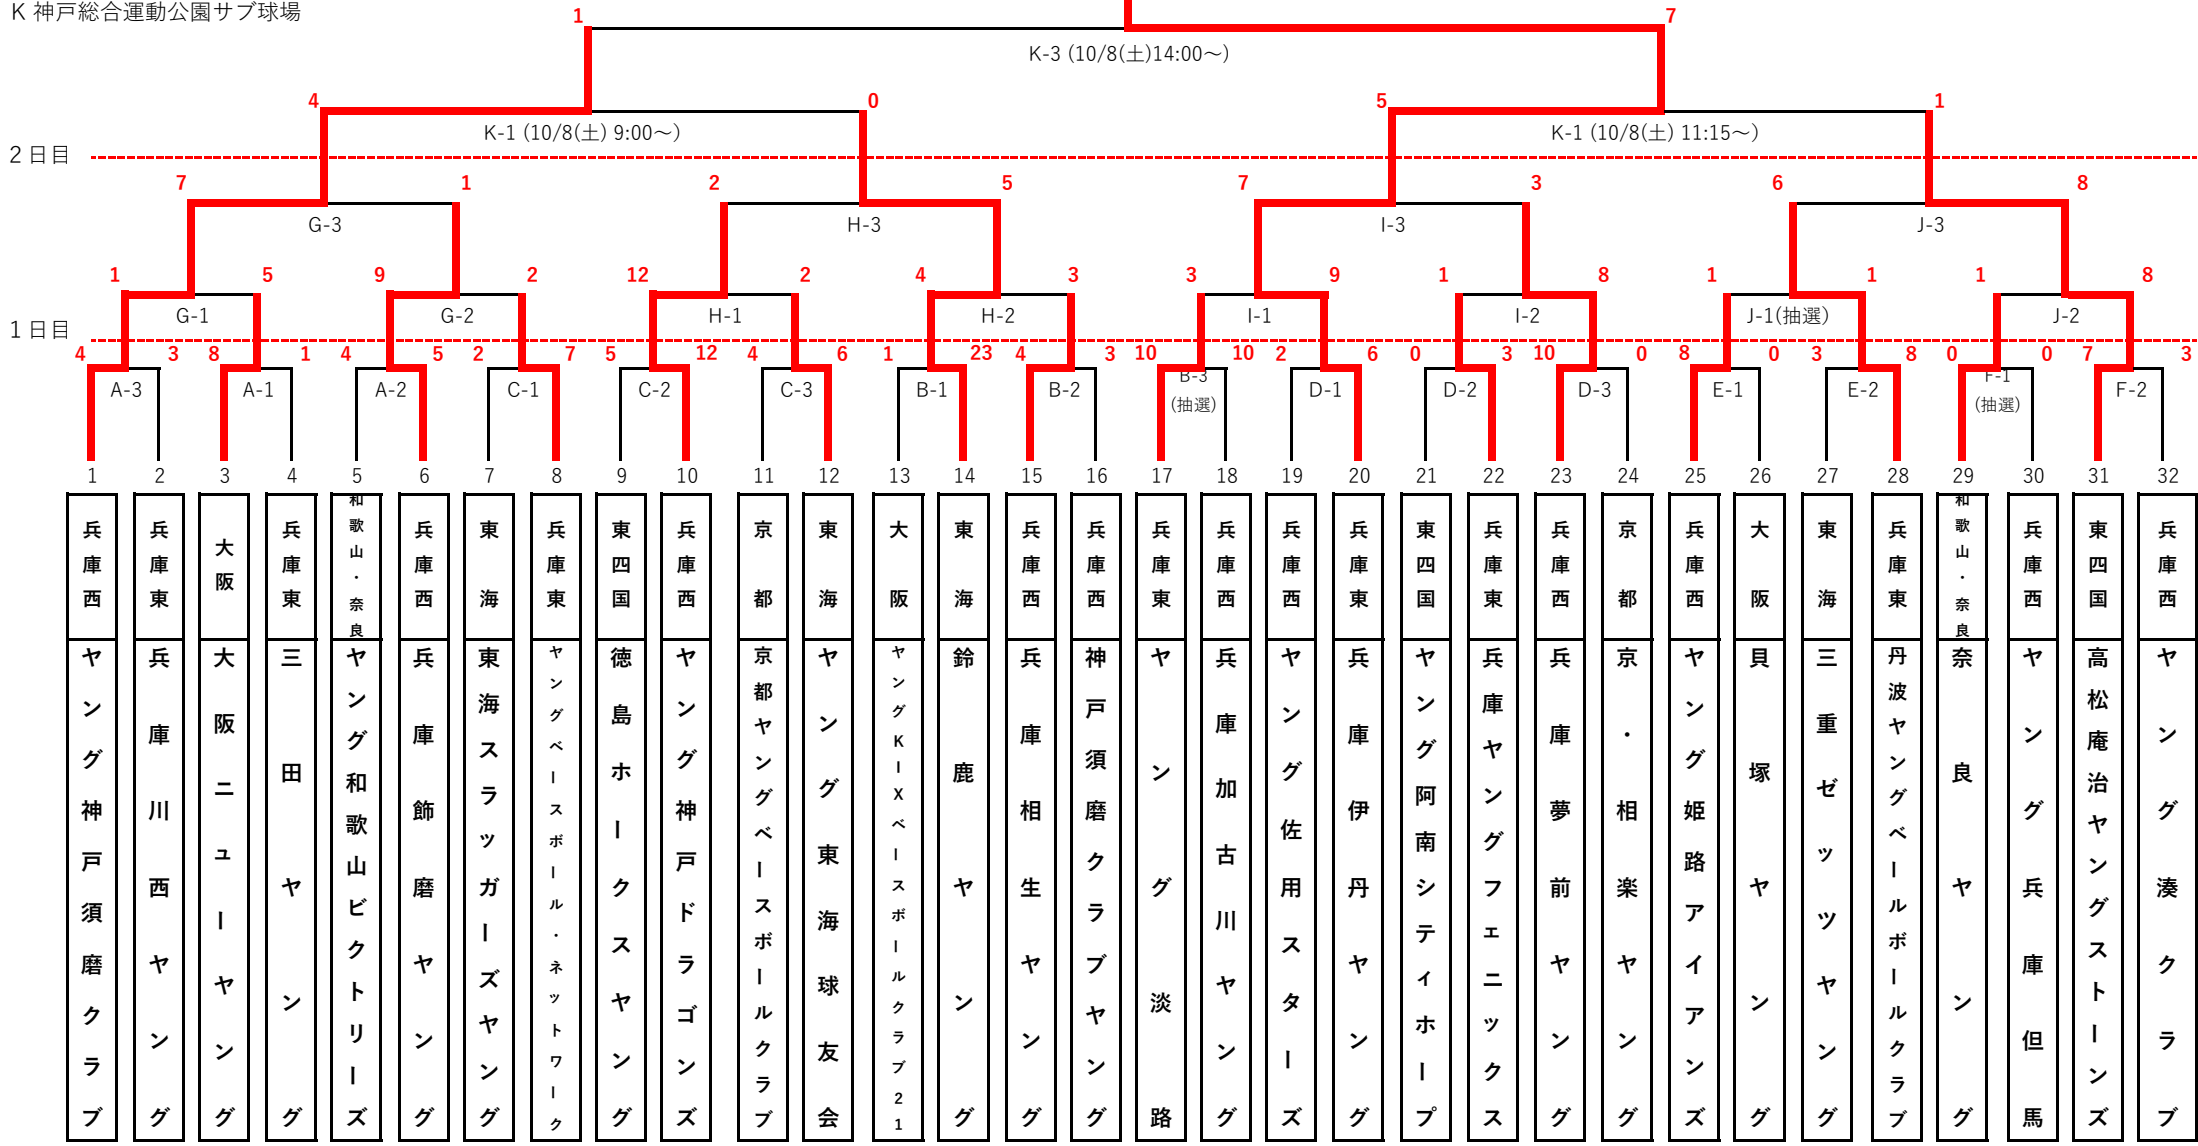 K 神戸総合運動公園サブ球場
1 7
K-3 (10/8(土)14:00～)
4 0 5 1
K-1 (10/8(土) 9:00～) K-1 (10/8(土) 11:15～)
2日目
7 1 2 5 7 3 6 8
G-3 H-3 I-3 J-3
1 5 9 2 12 2 4 3 3 9 1 8 1 1 1 8
G-1 G-2 H-1 H-2 I-1 I-2 J-1(抽選) J-2
1日目
4 3 8 1 4 5 2 7 5 12 4 6 1 23 4 3 10 10 2 6 0 3 10 0 8 0 3 8 0 0 7 3
A-3 A-1 A-2 C-1 C-2 C-3 B-1 B-2 B-3 D-1 D-2 D-3 E-1 E-2 F-1 F-2
(抽選) (抽選)
1 2 3 4 5 6 7 8 9 10 11 12 13 14 15 16 17 18 19 20 21 22 23 24 25 26 27 28 29 30 31 32
兵庫西
ヤング神戸須磨クラブ
兵庫東
兵庫川西ヤング
大阪
大阪ニューヤング
兵庫東
三田ヤング
和歌山・奈良
ヤング和歌山ビクトリーズ
兵庫西
兵庫飾磨ヤング
東海
東海スラッガーズヤング
兵庫東
ヤングベースボール・ネットワーク
東四国
徳島ホークスヤング
兵庫西
ヤング神戸ドラゴンズ
京都
京都ヤングベースボールクラブ
東海
ヤング東海球友会
大阪
ヤングKIXベースボールクラブ21
東海
鈴鹿ヤング
兵庫西
兵庫相生ヤング
兵庫西
神戸須磨クラブヤング
兵庫東
ヤング淡路
兵庫西
兵庫加古川ヤング
兵庫西
ヤング佐用スターズ
兵庫東
兵庫伊丹ヤング
東四国
ヤング阿南シティホープ
兵庫東
兵庫ヤングフェニックス
兵庫西
兵庫夢前ヤング
京都
京・相楽ヤング
兵庫西
ヤング姫路アイアンズ
大阪
貝塚ヤング
東海
三重ゼッツヤング
兵庫東
丹波ヤングベールボールクラブ
和歌山・奈良
奈良ヤング
兵庫西
ヤング兵庫但馬
東四国
高松庵治ヤングストーンズ
兵庫西
ヤング湊クラブ